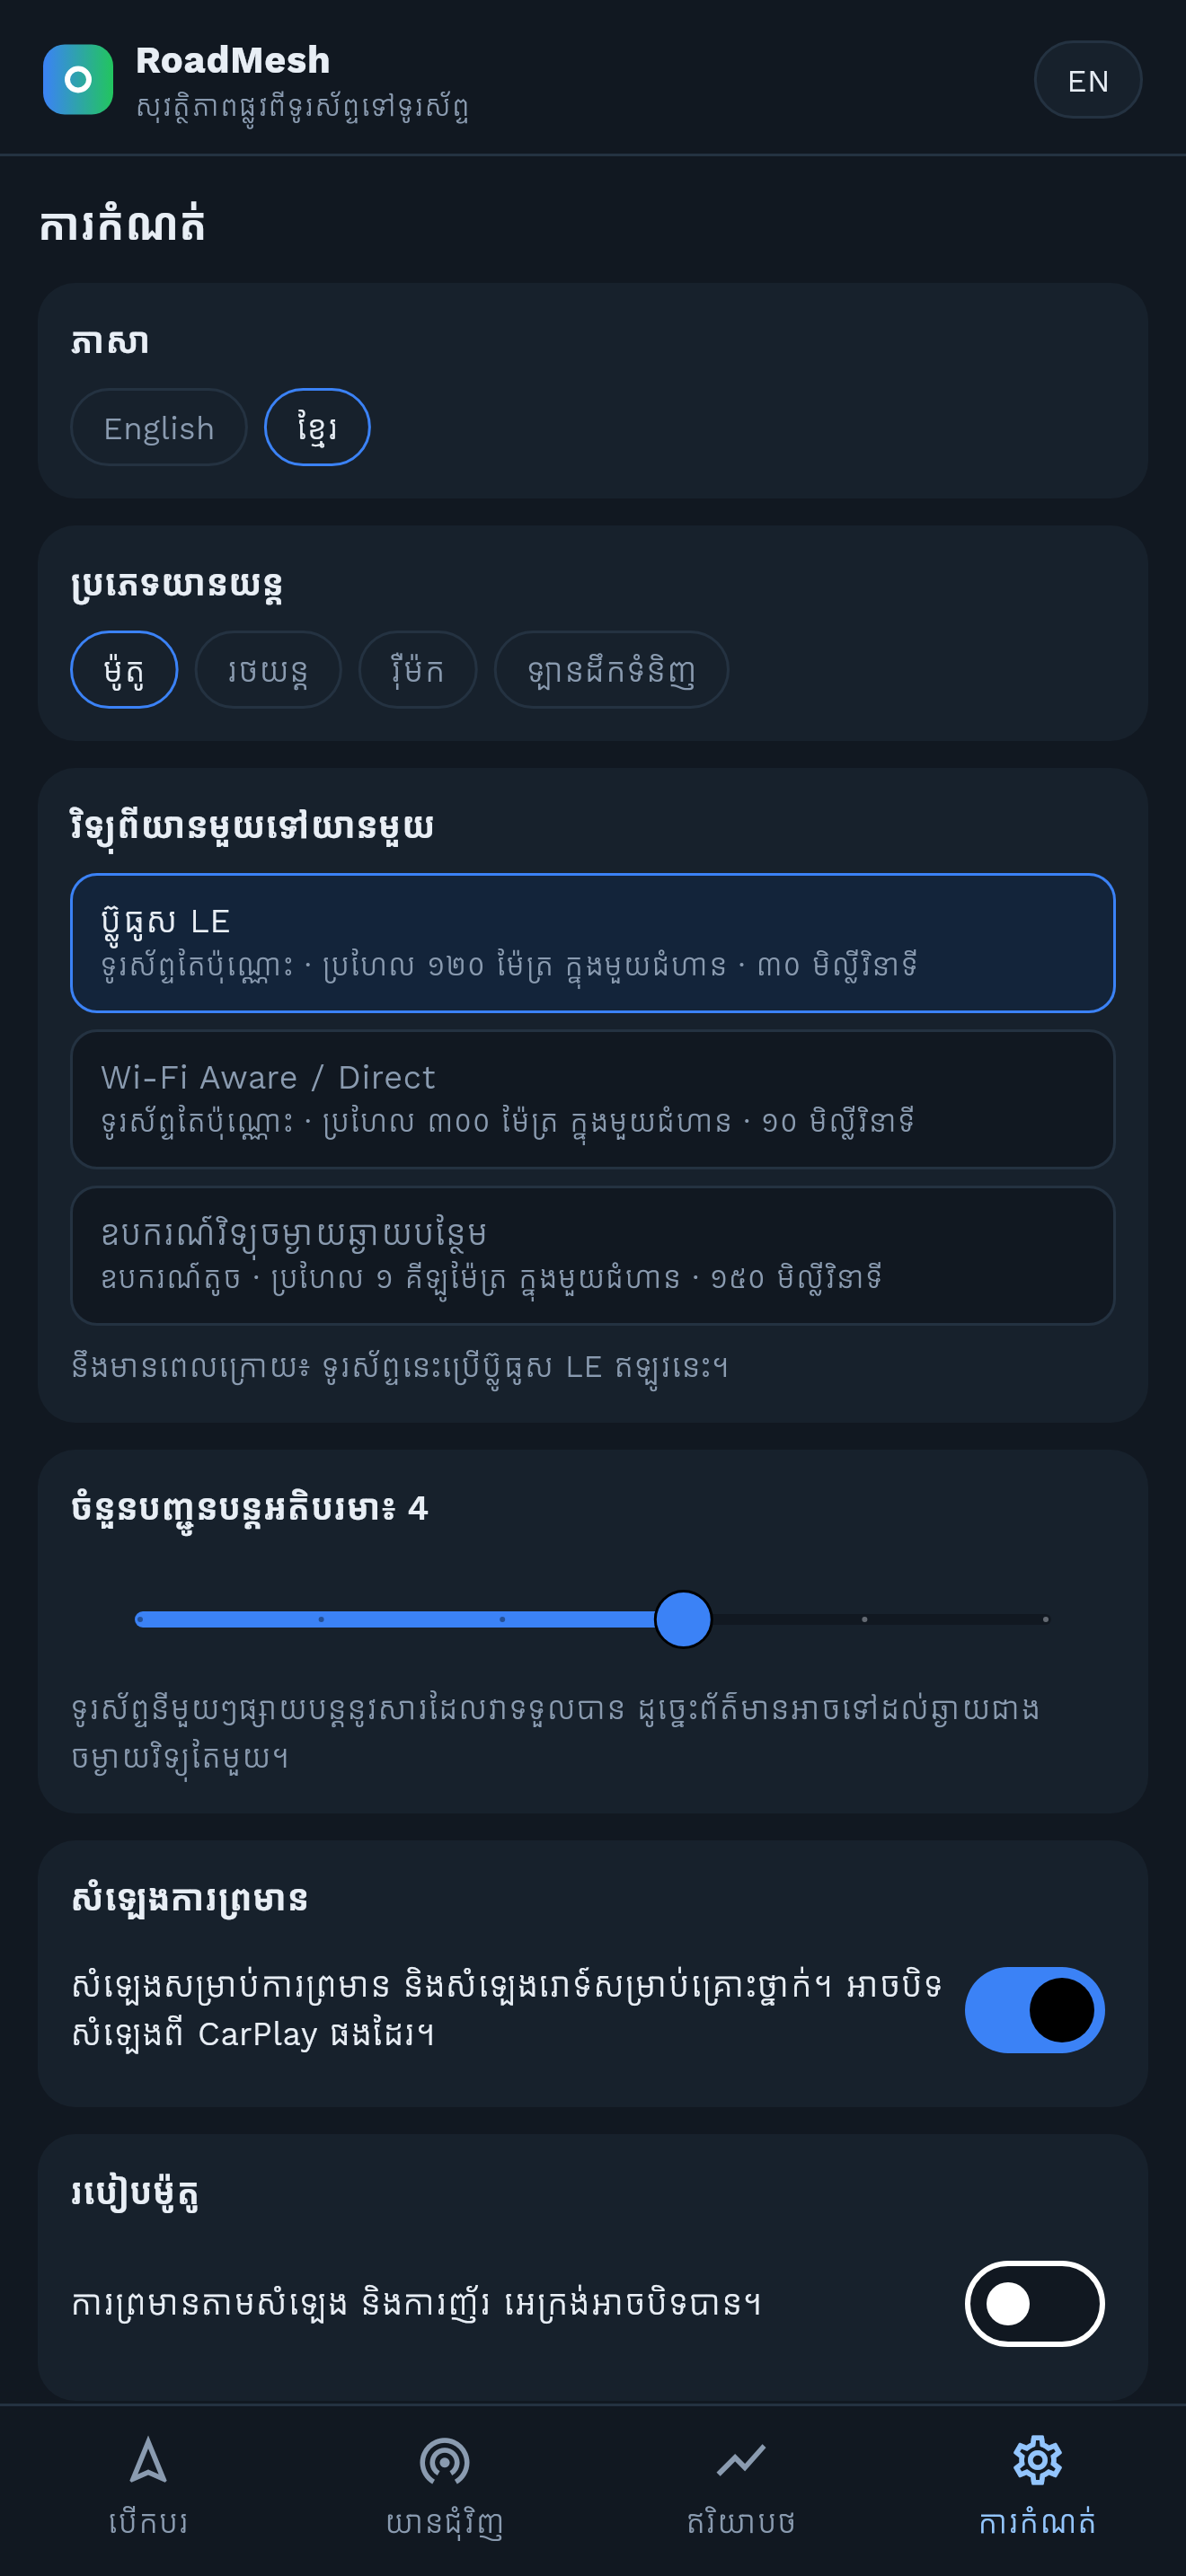 RoadMesh
សុវត្ថិភាពផ្លូវពីទូរស័ព្ទទៅទូរស័ព្ទ
EN
ការកំណត់
ភាសា
English
ខ្មែរ
ប្រភេទយានយន្ត
ម៉ូតូ
រថយន្ត
រ៉ឺម៉ក
ឡានដឹកទំនិញ
វិទ្យុពីយានមួយទៅយានមួយ
ប៊្លូធូស LE
ទូរស័ព្ទតែប៉ុណ្ណោះ · ប្រហែល ១២០ ម៉ែត្រ ក្នុងមួយជំហាន · ៣០ មិល្លីវិនាទី
Wi-Fi Aware / Direct
ទូរស័ព្ទតែប៉ុណ្ណោះ · ប្រហែល ៣០០ ម៉ែត្រ ក្នុងមួយជំហាន · ១០ មិល្លីវិនាទី
ឧបករណ៍វិទ្យុចម្ងាយឆ្ងាយបន្ថែម
ឧបករណ៍តូច · ប្រហែល ១ គីឡូម៉ែត្រ ក្នុងមួយជំហាន · ១៥០ មិល្លីវិនាទី
នឹងមានពេលក្រោយ៖ ទូរស័ព្ទនេះប្រើប៊្លូធូស LE ឥឡូវនេះ។
ចំនួនបញ្ជូនបន្តអតិបរមា៖ 4
ទូរស័ព្ទនីមួយៗផ្សាយបន្តនូវសារដែលវាទទួលបាន ដូច្នេះព័ត៌មានអាចទៅដល់ឆ្ងាយជាង
ចម្ងាយវិទ្យុតែមួយ។
សំឡេងការព្រមាន
សំឡេងសម្រាប់ការព្រមាន និងសំឡេងរោទ៍សម្រាប់គ្រោះថ្នាក់។ អាចបិទ
សំឡេងពី CarPlay ផងដែរ។
របៀបម៉ូតូ
ការព្រមានតាមសំឡេង និងការញ័រ អេក្រង់អាចបិទបាន។
បើកបរ
យានជុំវិញ
ឥរិយាបថ
ការកំណត់